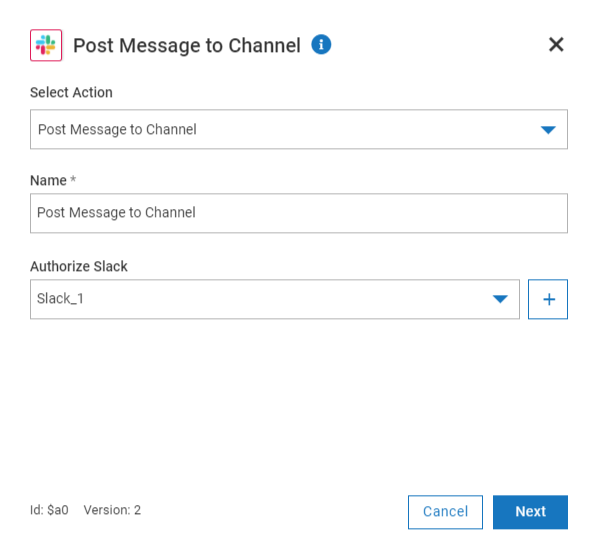 Post Message to Channel i
Select Action
Post Message to Channel
Name *
Post Message to Channel
Authorize Slack
Slack_1
+
Id: $a0 Version: 2
Cancel Next